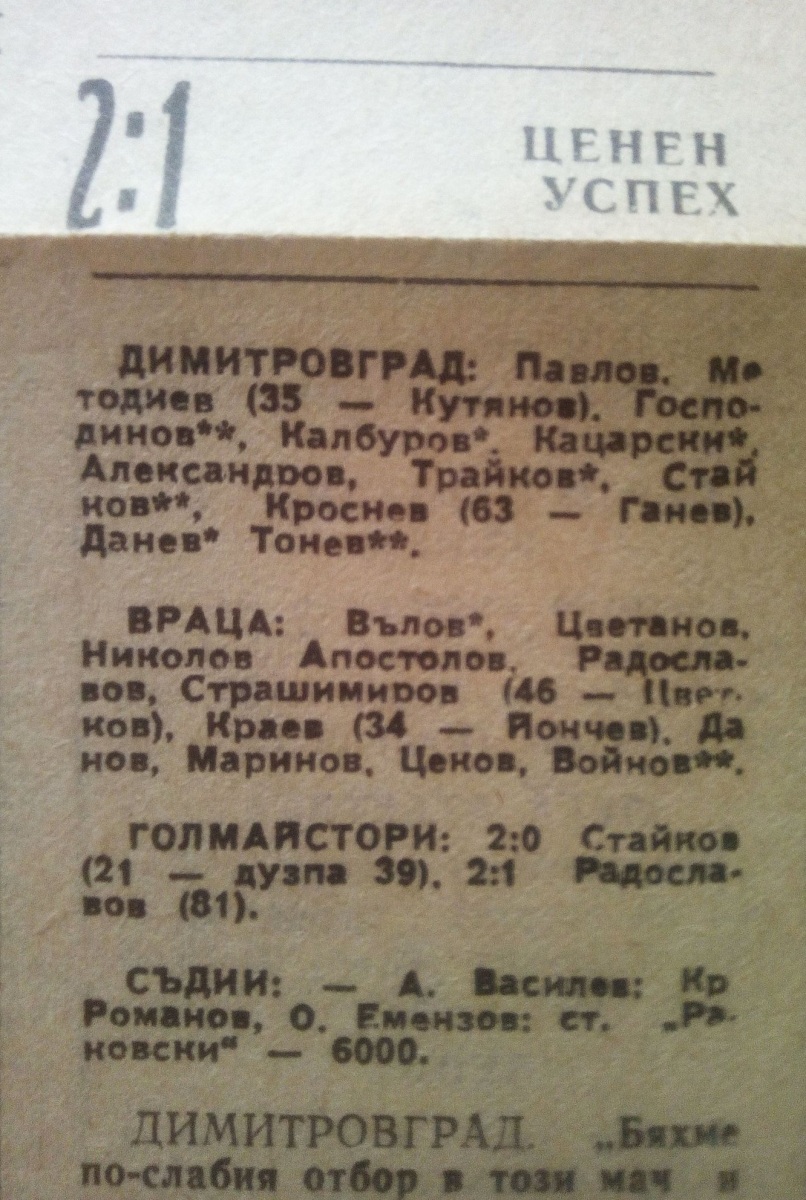 2:1
ЦЕНЕН
УСПЕХ
ДИМИТРОВГРАД: Павлов. Ме
тодиев (35 — Кутянов). Госпо-
динов**, Калбуров*. Кацарски*.
Александров, Трайков*. Стай
ков**, Кроснев (63 — Ганев).
Данев* Тонев**.
ВРАЦА: Вълов*, Цветанов.
Николов Апостолов. Радосла-
вов, Страшимиров (46 — Цвет-
ков), Краев (34 — Йончев). Да
нов, Маринов. Ценов, Войнов**.
ГОЛМАЙСТОРИ: 2:0 Стайков
(21 — дузпа 39). 2:1 Радосла-
вов (81).
СЪДИИ: — А. Василев: Кр
Романов, О. Емензов: ст. „Ра-
ковски“ — 6000.
ДИМИТРОВГРАД. „Бяхме
по-слабия отбор в този мач и